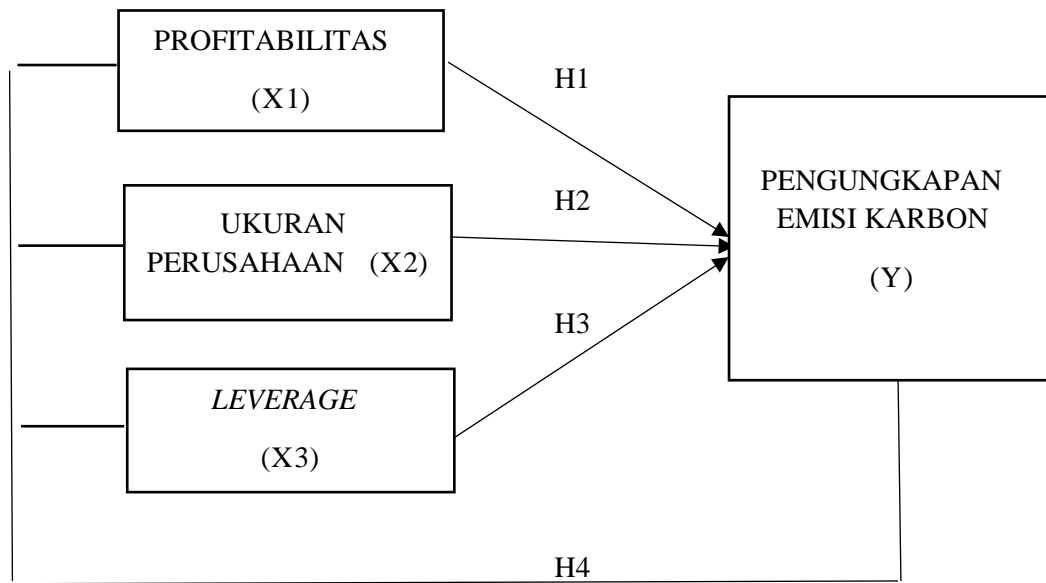 PROFITABILITAS
(X1)
H1
UKURAN
PERUSAHAAN (X2)
H2
LEVERAGE
(X3)
H3
PENGUNGKAPAN
EMISI KARBON
(Y)
H4